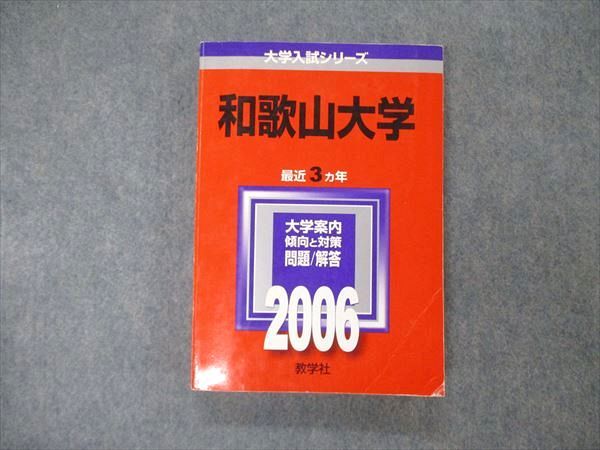 大学入試シリーズ
和歌山大学
最近3ヵ年
大学案内
傾向と対策
問題/解答
2006
教学社